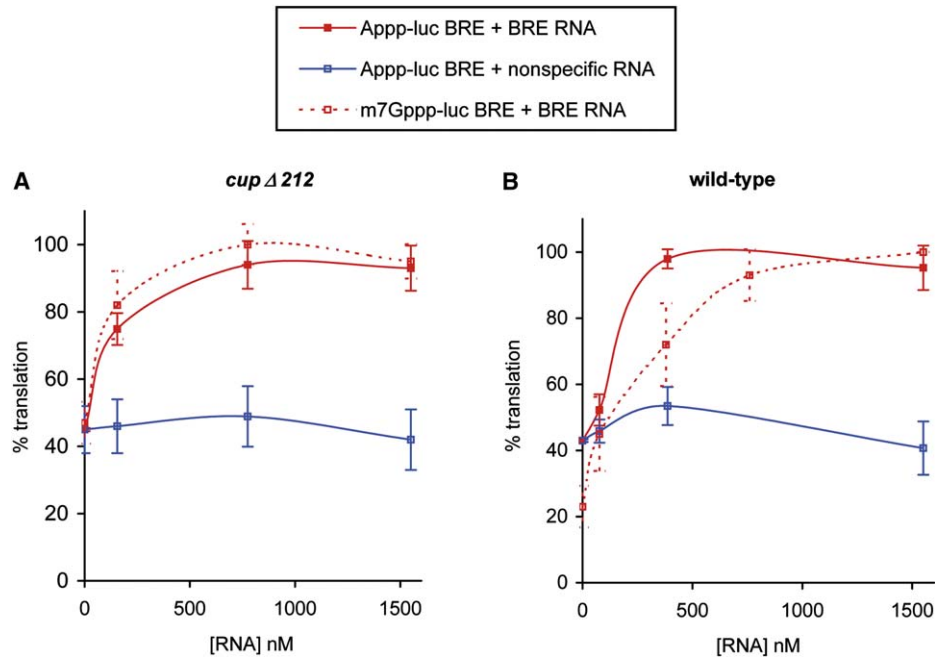 Appp-luc BRE + BRE RNA
Appp-luc BRE + nonspecific RNA
m7Gppp-luc BRE + BRE RNA
A
cup Δ 212
% translation
100
80
60
40
20
0
0
500
1000
1500
[RNA] nM
B
wild-type
% translation
100
80
60
40
20
0
0
500
1000
1500
[RNA] nM